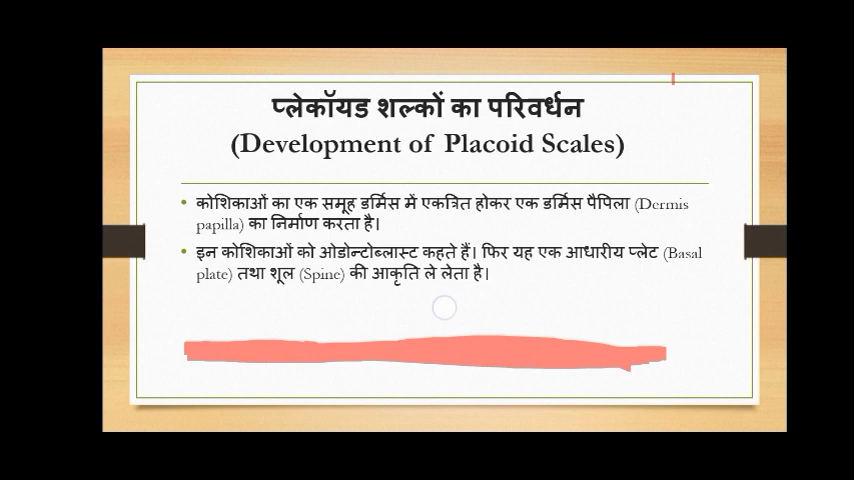 प्लेकॉयड शल्कों का परिवर्धन
(Development of Placoid Scales)
• कोशिकाओं का एक समूह डर्मिस में एकत्रित होकर एक डर्मिस पैपिला (Dermis
papilla) का निर्माण करता है।
• इन कोशिकाओं को ओडोन्टोब्लास्ट कहते हैं। फिर यह एक आधारीय प्लेट (Basal
plate) तथा शूल (Spine) की आकृति ले लेता है।